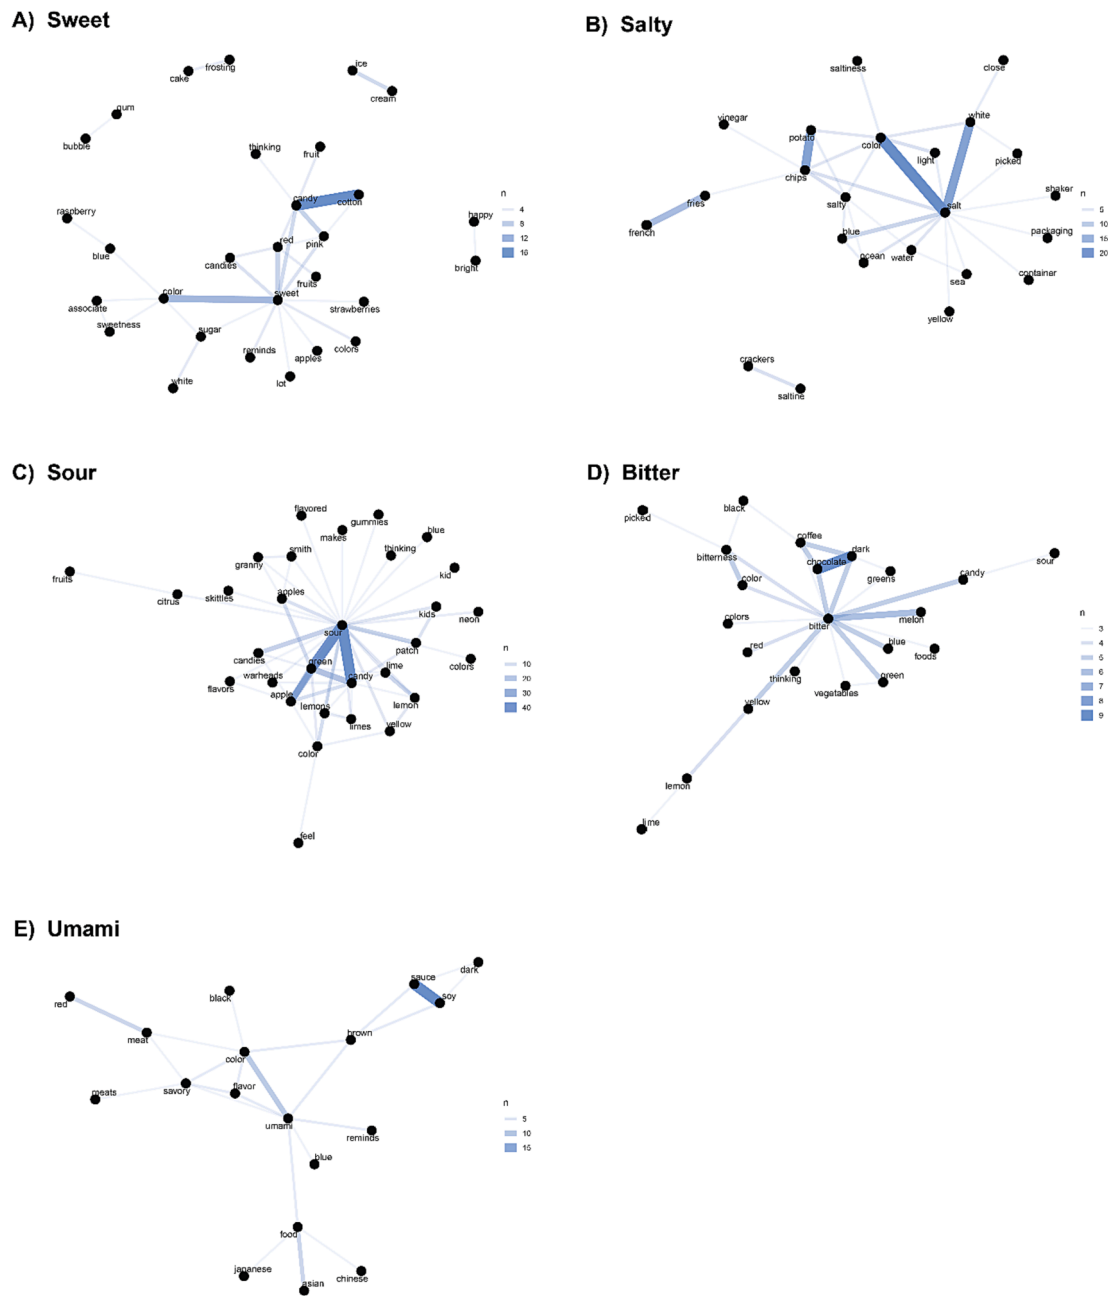 A) Sweet
cake
frosting
ice
cream
gum
bubble
thinking
fruit
candy
cotton
raspberry
happy
red
pink
blue
candies
bright
fruits
color
sweet
associate
strawberries
sweetness
sugar
reminds
apples
colors
white
lot
n
4
8
12
16
B) Salty
saltiness
close
vinegar
potato
color
white
light
picked
chips
fries
salty
salt
shaker
french
blue
packaging
ocean
water
sea
container
yellow
crackers
saltine
n
5
10
15
20
C) Sour
flavored
gummies
makes
blue
smith
thinking
granny
fruits
kid
citrus
skittles
apples
kids
neon
sour
patch
candies
green
lime
colors
warheads
candy
flavors
apple
lemons
lemon
limes
yellow
color
feel
n
10
20
30
40
D) Bitter
picked
black
coffee
bitterness
dark
chocolate
sour
color
greens
candy
colors
bitter
melon
red
blue
foods
thinking
green
vegetables
yellow
lemon
lime
n
3
4
5
6
7
8
9
E) Umami
sauce
dark
red
black
soy
meat
brown
color
meats
savory
flavor
umami
reminds
blue
food
japanese
asian
chinese
n
5
10
15